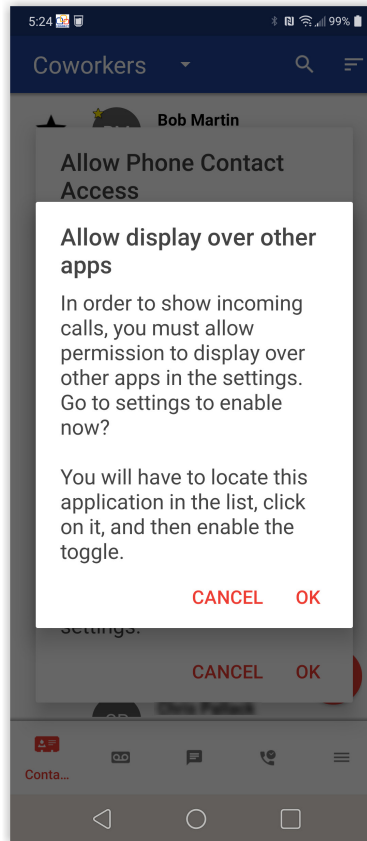 5:24
99%
Coworkers
Bob Martin
Allow Phone Contact
Access
Allow display over other
apps
In order to show incoming
calls, you must allow
permission to display over
other apps in the settings.
Go to settings to enable
now?
You will have to locate this
application in the list, click
on it, and then enable the
toggle.
CANCEL OK
settings.
CANCEL OK
Conta...